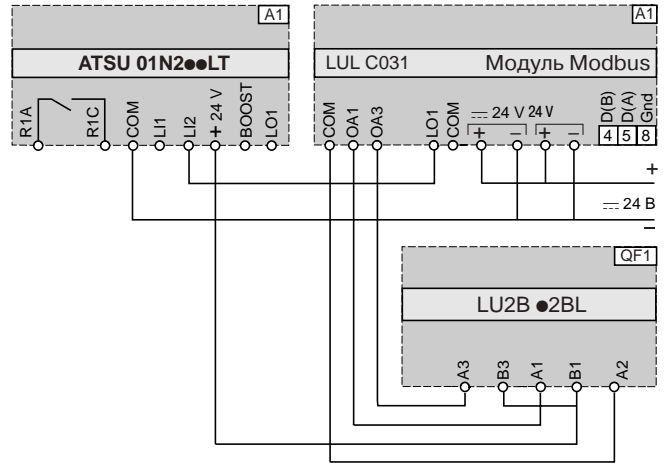 A1
ATSU 01N2●●LT
R1A
R1C
COM
LI1
LI2
+ 24 V
BOOST
LO1
A1
LUL C031 Модуль Modbus
COM
OA1
OA3
LO1
COM
24 V 24 V
+ − + −
D(B)
D(A)
Gnd
4 5 8
+
24 В
−
QF1
LU2B ●2BL
A3
B3
A1
B1
A2